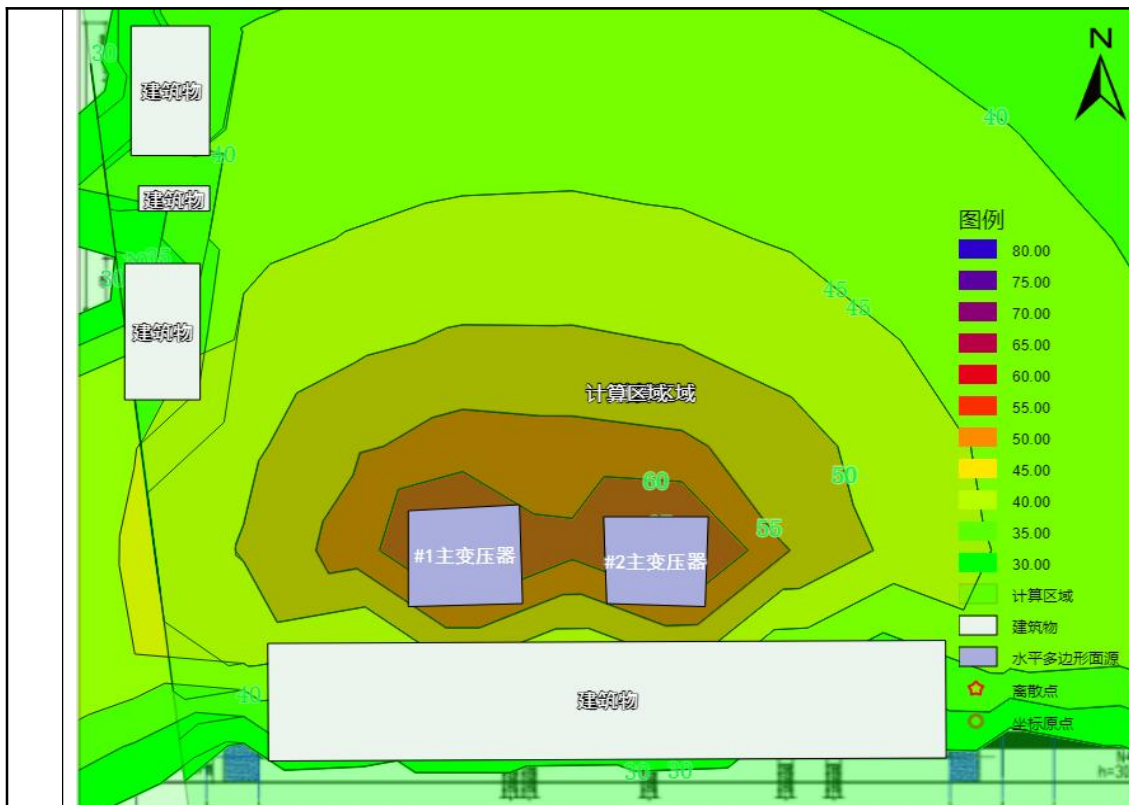 N
30
建筑物
40
40
建筑物
图例
80.00
75.00
70.00
65.00
60.00
55.00
50.00
45.00
40.00
35.00
30.00
计算区域
建筑物
水平多边形面源
离散点
坐标原点
30
建筑物
45
45
计算区域
50
60
55
#1主变压器
#2主变压器
40
建筑物
30
30
h=30